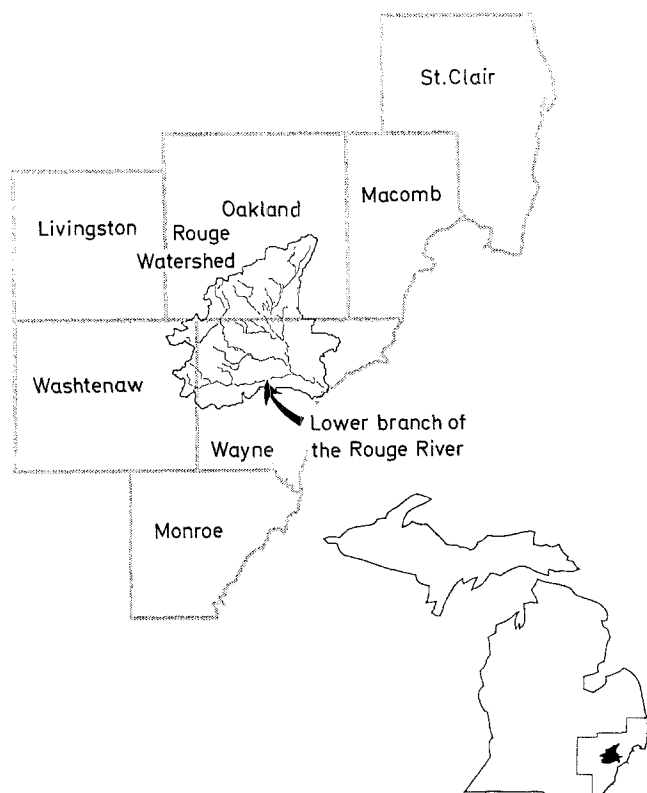 St.Clair
Macomb
Oakland
Livingston
Rouge
Watershed
Washtenaw
Lower branch of
the Rouge River
Wayne
Monroe